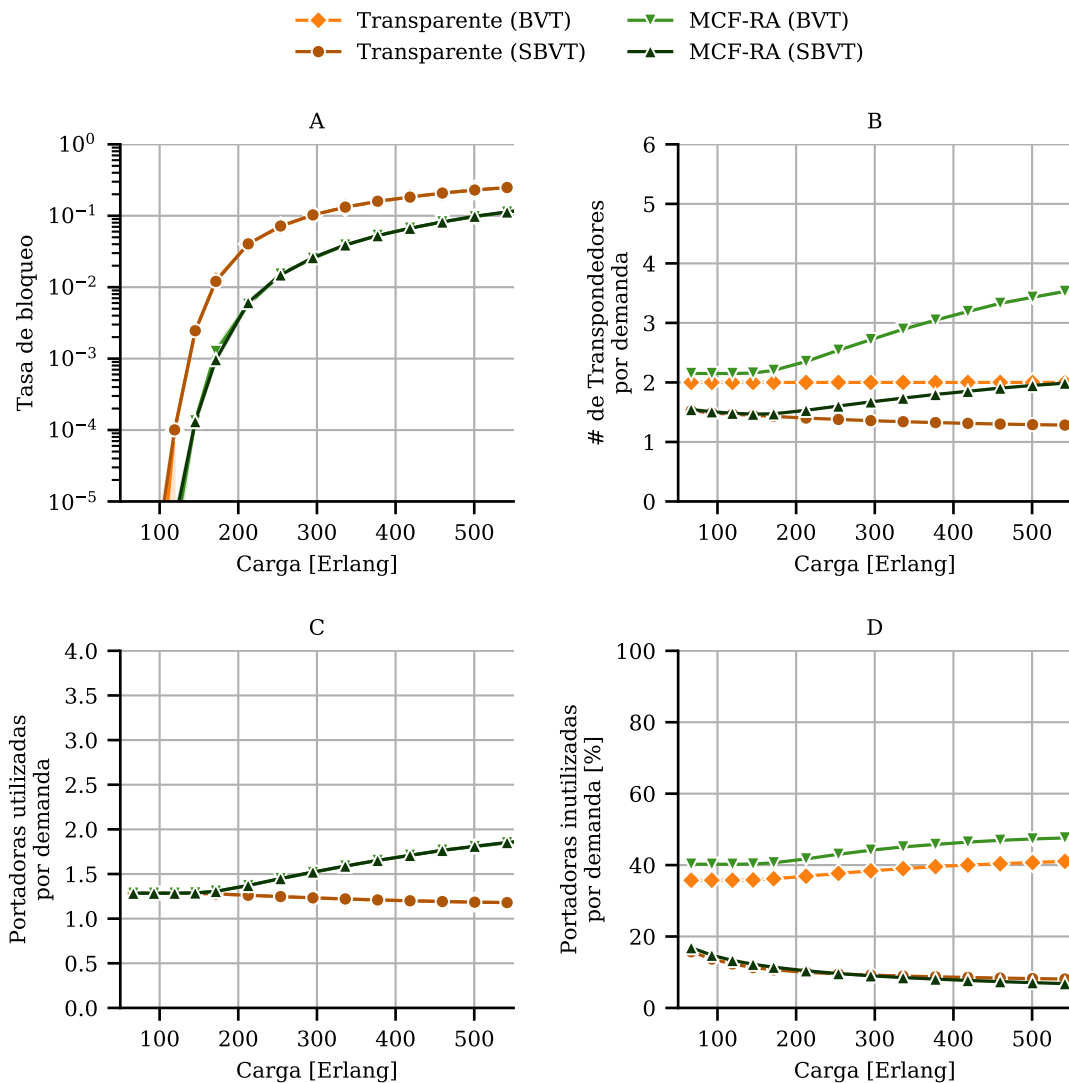 Transparente (BVT)
Transparente (SBVT)
MCF-RA (BVT)
MCF-RA (SBVT)
A
10⁰
10⁻¹
10⁻²
10⁻³
10⁻⁴
10⁻⁵
Tasa de bloqueo
100 200 300 400 500
Carga [Erlang]
B
6
5
4
3
2
1
0
# de Transpondedores
por demanda
100 200 300 400 500
Carga [Erlang]
C
4.0
3.5
3.0
2.5
2.0
1.5
1.0
0.5
0.0
Portadoras utilizadas
por demanda
100 200 300 400 500
Carga [Erlang]
D
100
80
60
40
20
0
Portadoras inutilizadas
por demanda [%]
100 200 300 400 500
Carga [Erlang]